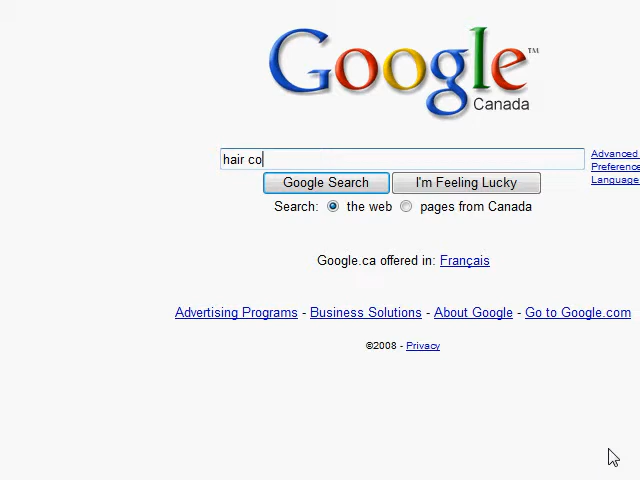 Google™
Canada
hair co
Advanced
Preference
Language
Google Search
I'm Feeling Lucky
Search: the web pages from Canada
Google.ca offered in: Français
Advertising Programs - Business Solutions - About Google - Go to Google.com
©2008 - Privacy